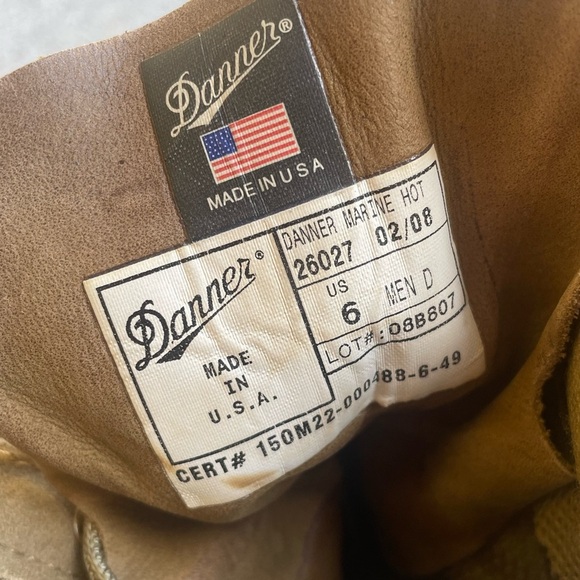 Danner®
MADE IN USA
Danner®
MADE
IN
U.S.A.
DANNER MARINE HOT
26027 02/08
US
6 MEN D
LOT#: 08B807
CERT# 150M22-000488-6-49